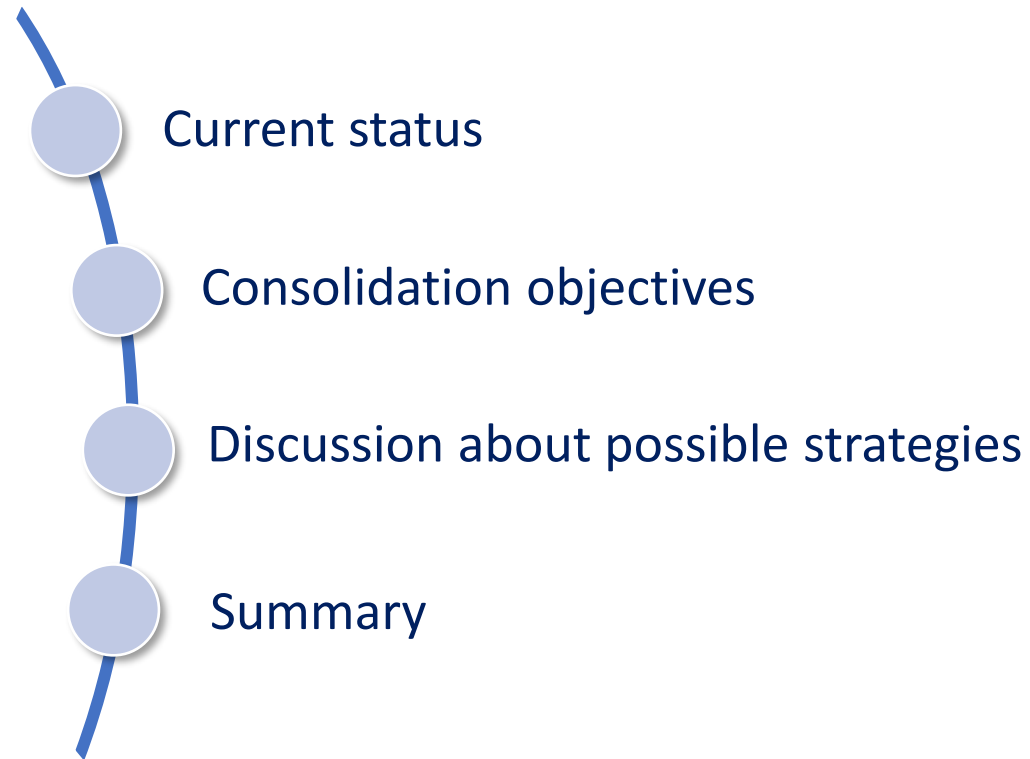 Current status
Consolidation objectives
Discussion about possible strategies
Summary